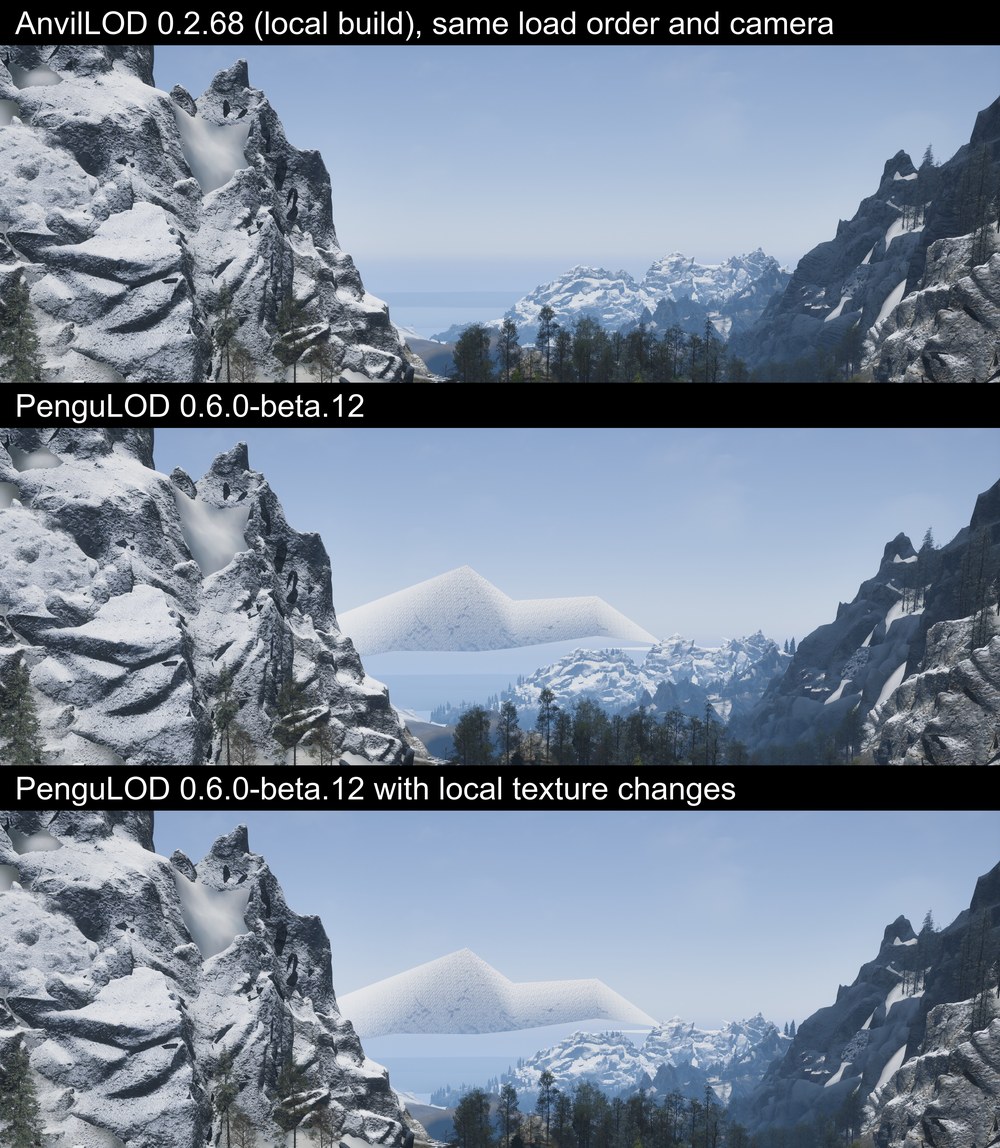 AnvilLOD 0.2.68 (local build), same load order and camera
PenguLOD 0.6.0-beta.12
PenguLOD 0.6.0-beta.12 with local texture changes